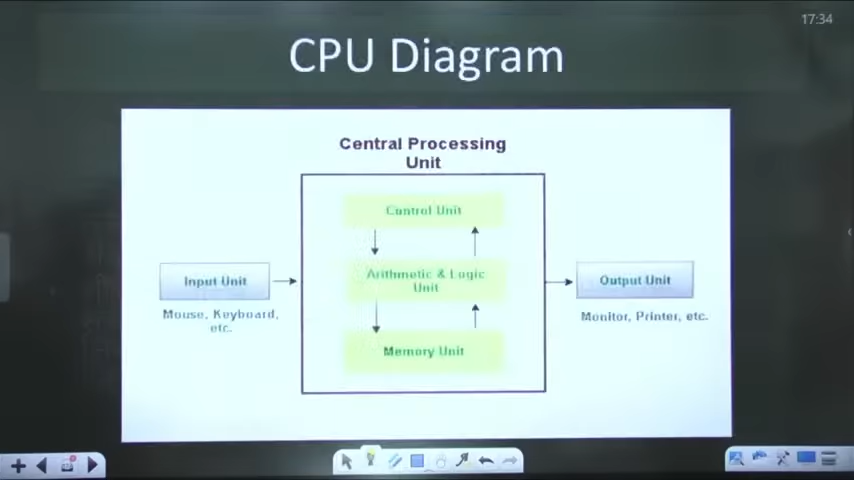 17:34
CPU Diagram
Central Processing
Unit
Control Unit
Arithmetic & Logic
Unit
Memory Unit
Input Unit
Mouse, Keyboard,
etc.
Output Unit
Monitor, Printer, etc.